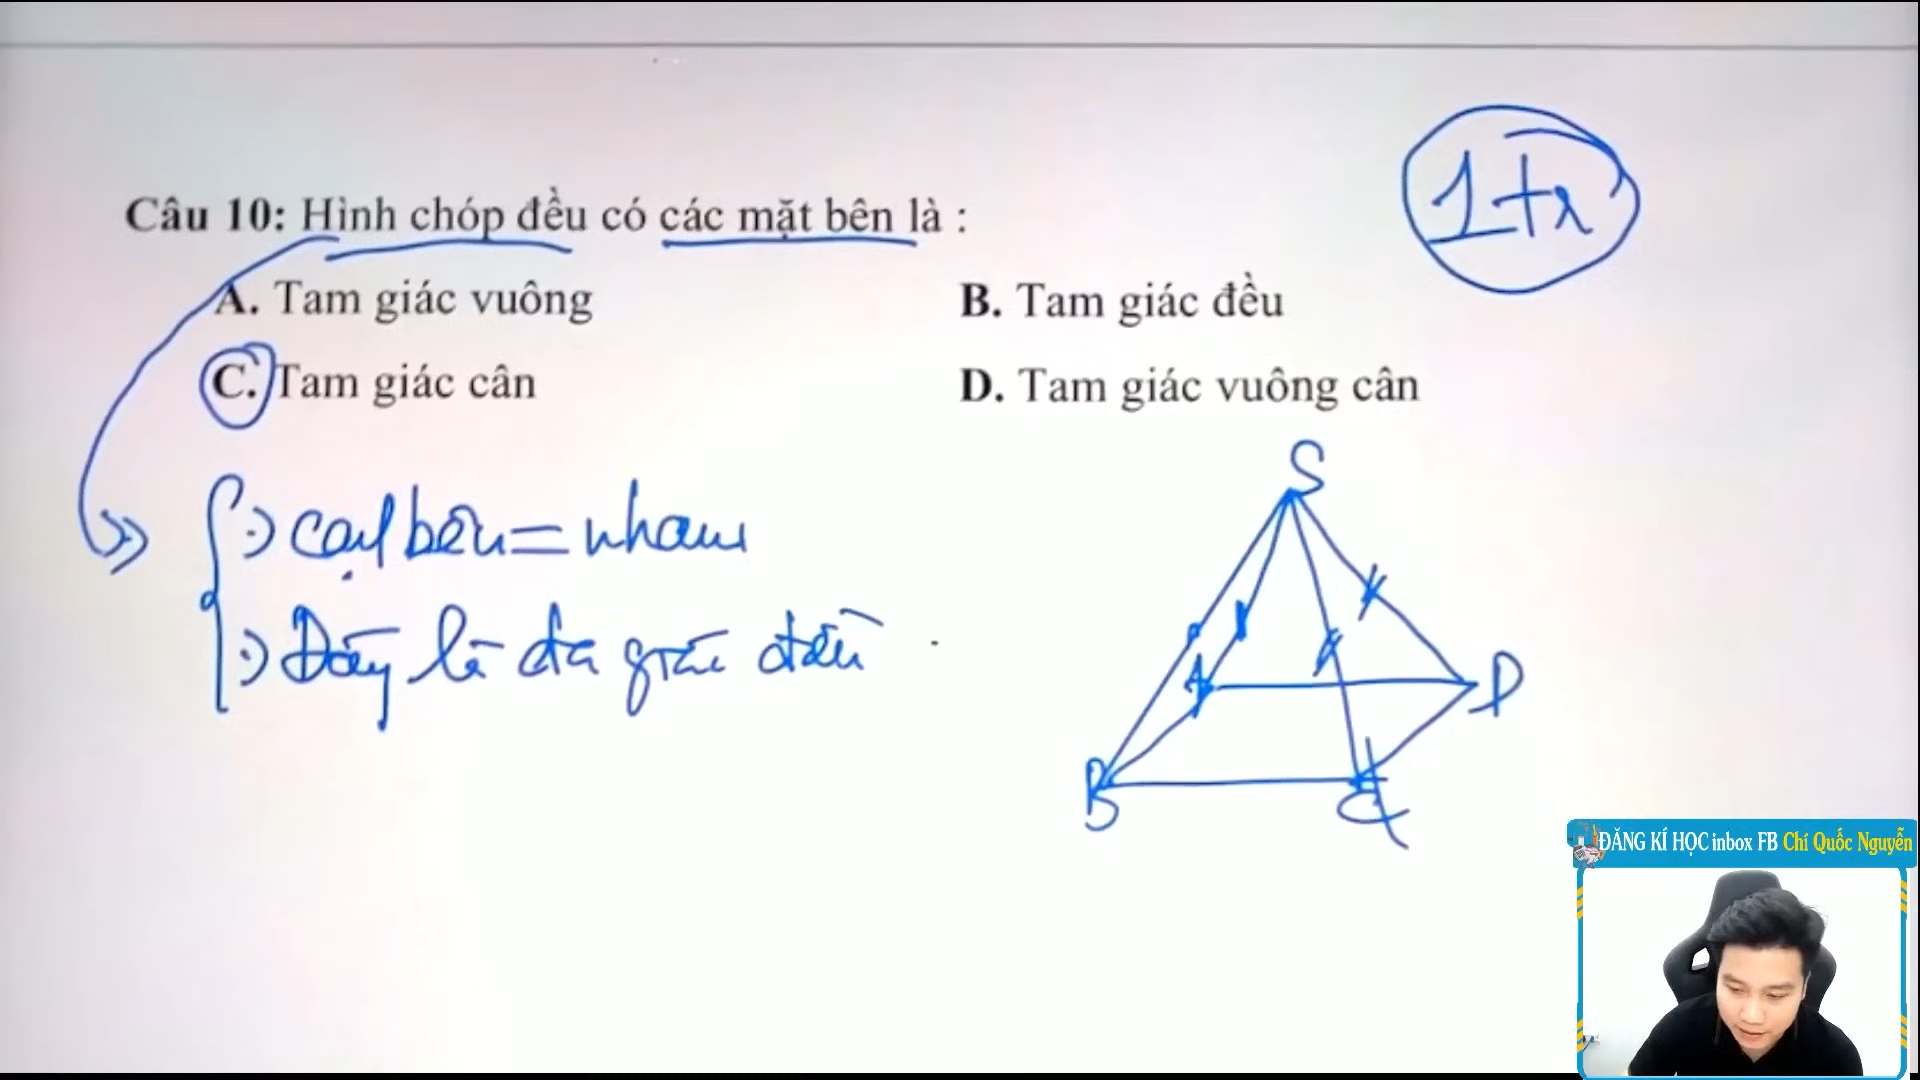 1tr
Câu 10: Hình chóp đều có các mặt bên là :
A. Tam giác vuông
B. Tam giác đều
C. Tam giác cân
D. Tam giác vuông cân
cạnh bên = nhau
Đáy là đa giác đều
S
A
D
B
C
ĐĂNG KÍ HỌC inbox FB Chí Quốc Nguyễn